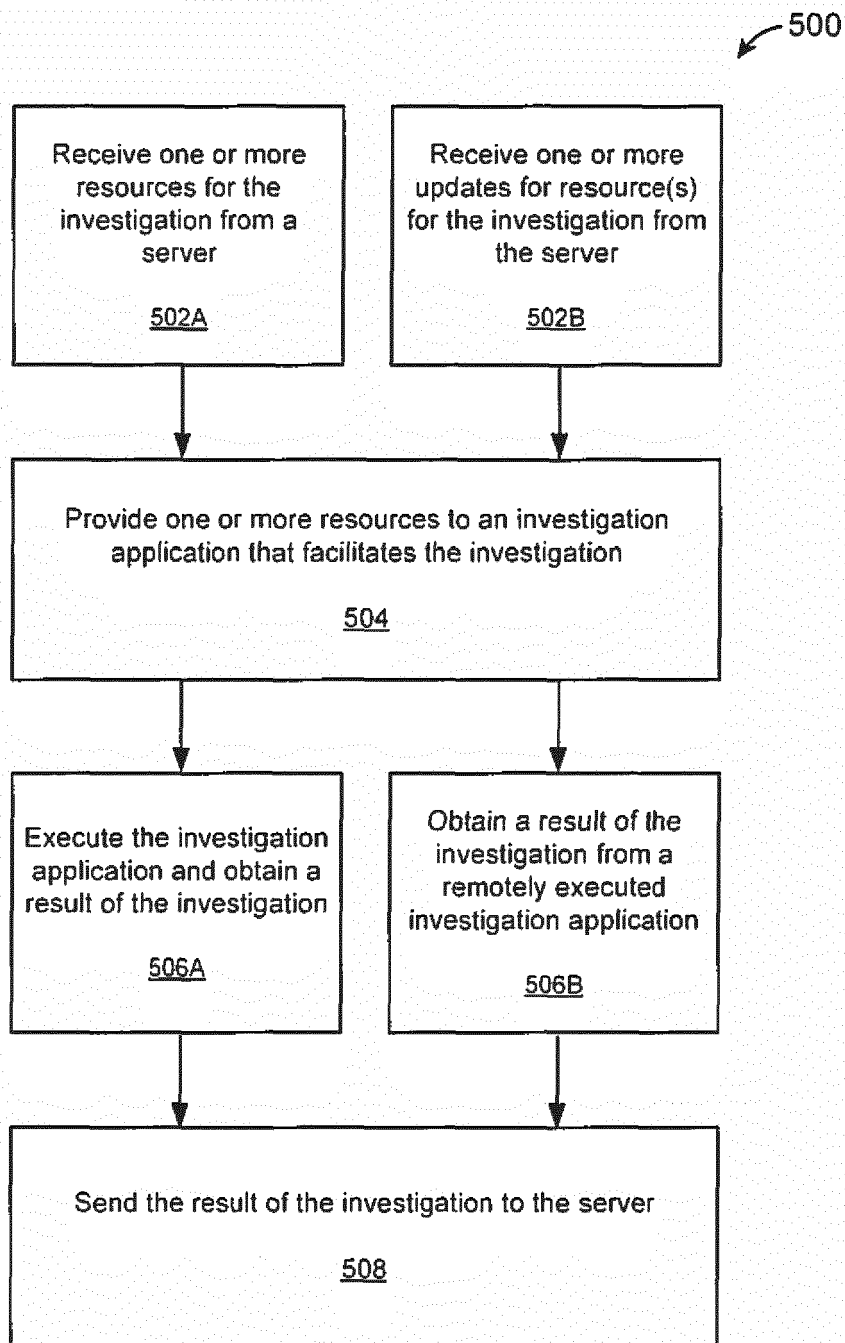 500
Receive one or more
resources for the
investigation from a
server
502A
Receive one or more
updates for resource(s)
for the investigation from
the server
502B
Provide one or more resources to an investigation
application that facilitates the investigation
504
Execute the investigation
application and obtain a
result of the investigation
506A
Obtain a result of the
investigation from a
remotely executed
investigation application
506B
Send the result of the investigation to the server
508